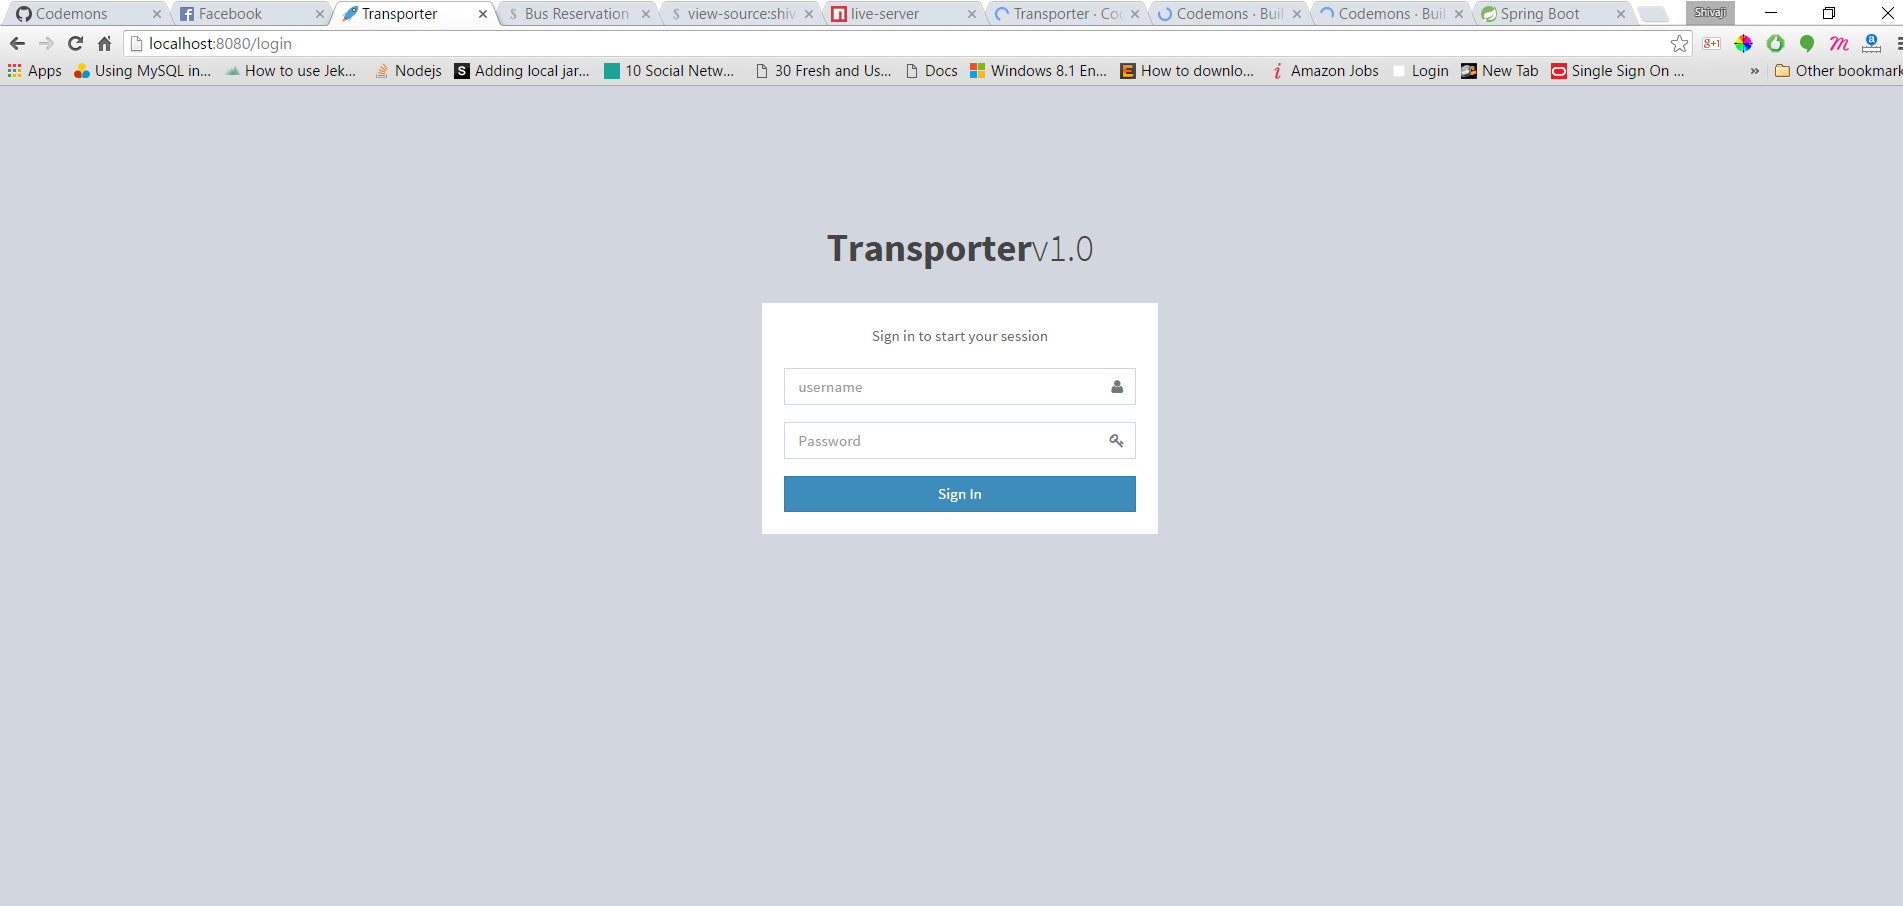 Codemons Facebook Transporter Bus Reservation view-source:shiv live-server Transporter · Co Codemons · Buil Codemons · Buil Spring Boot Shivaji
localhost:8080/login
Apps Using MySQL in... How to use Jek... Nodejs Adding local jar... 10 Social Netw... 30 Fresh and Us... Docs Windows 8.1 En... How to downlo... Amazon Jobs Login New Tab Single Sign On ... » Other bookmark
Transporterv1.0
Sign in to start your session
username
Password
Sign In